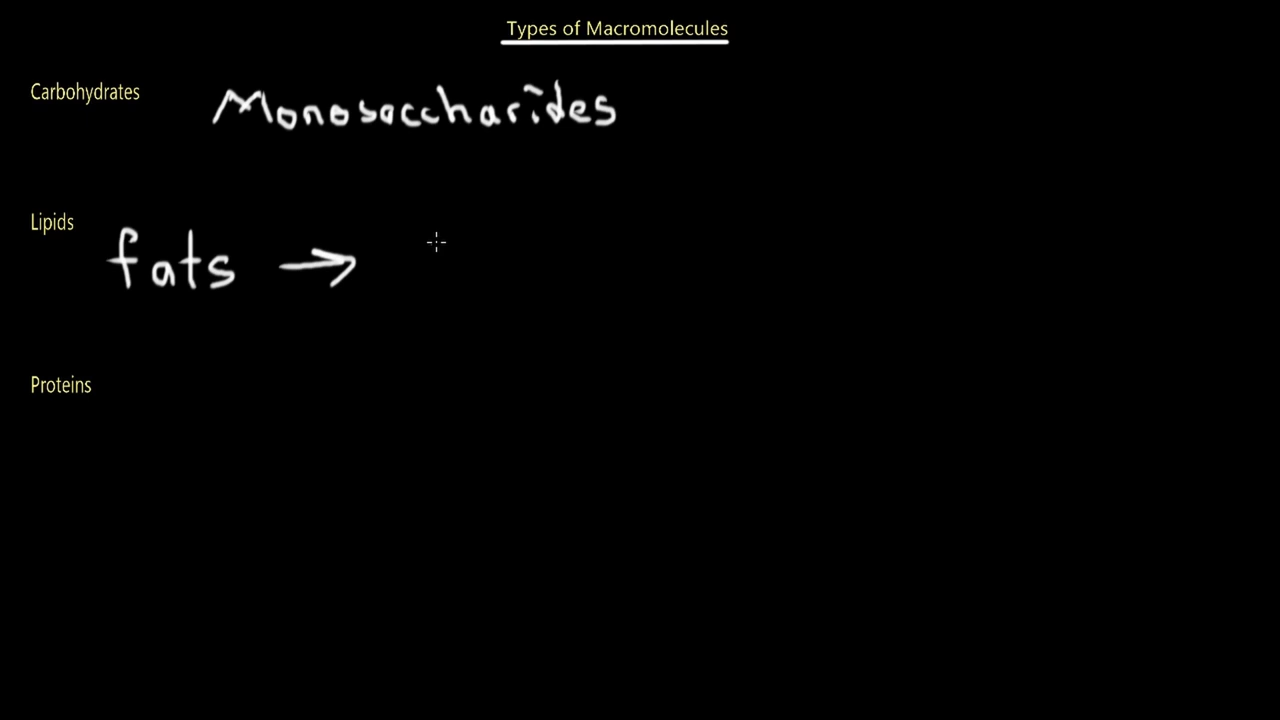 Types of Macromolecules
Carbohydrates
Monosaccharides
Lipids
fats →
Proteins